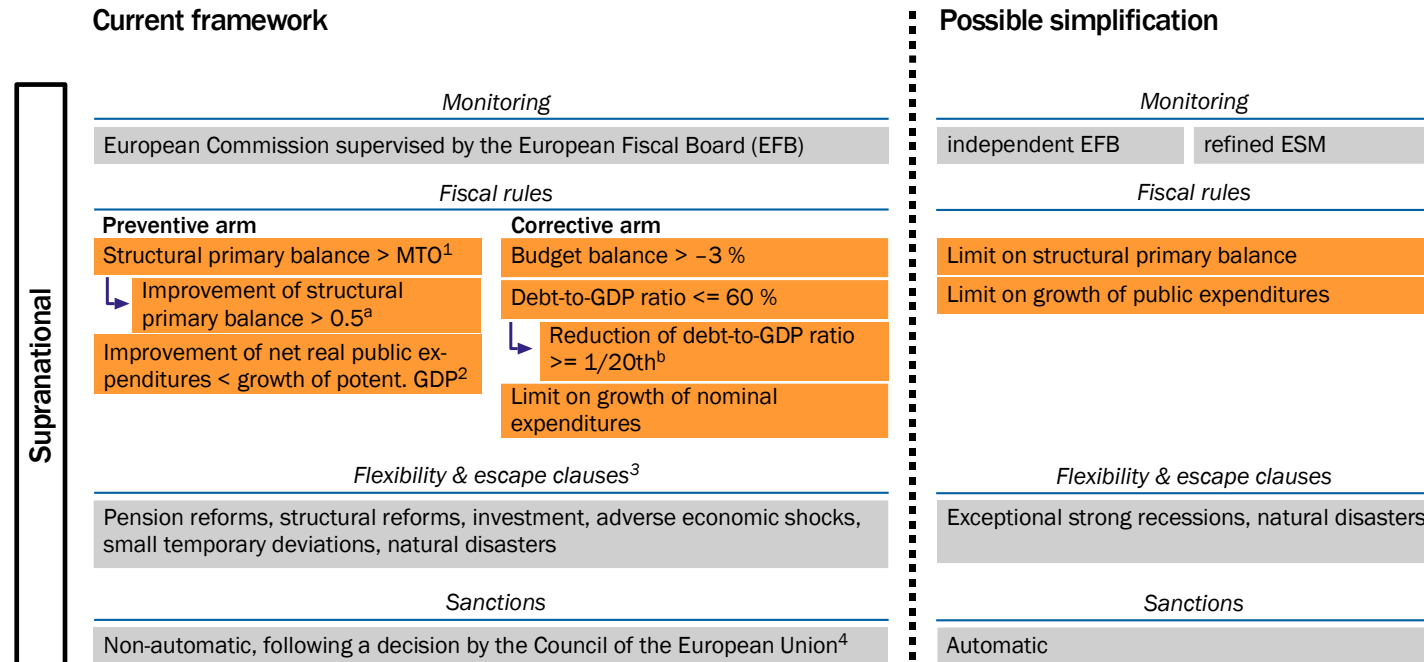 Current framework
Possible simplification
Supranational
Monitoring
European Commission supervised by the European Fiscal Board (EFB)
Fiscal rules
Preventive arm
Structural primary balance > MTO¹
Improvement of structural
primary balance > 0.5ᵃ
Improvement of net real public ex-
penditures < growth of potent. GDP²
Corrective arm
Budget balance > –3 %
Debt-to-GDP ratio <= 60 %
Reduction of debt-to-GDP ratio
>= 1/20thᵇ
Limit on growth of nominal
expenditures
Flexibility & escape clauses³
Pension reforms, structural reforms, investment, adverse economic shocks,
small temporary deviations, natural disasters
Sanctions
Non-automatic, following a decision by the Council of the European Union⁴
Monitoring
independent EFB
refined ESM
Fiscal rules
Limit on structural primary balance
Limit on growth of public expenditures
Flexibility & escape clauses
Exceptional strong recessions, natural disasters
Sanctions
Automatic